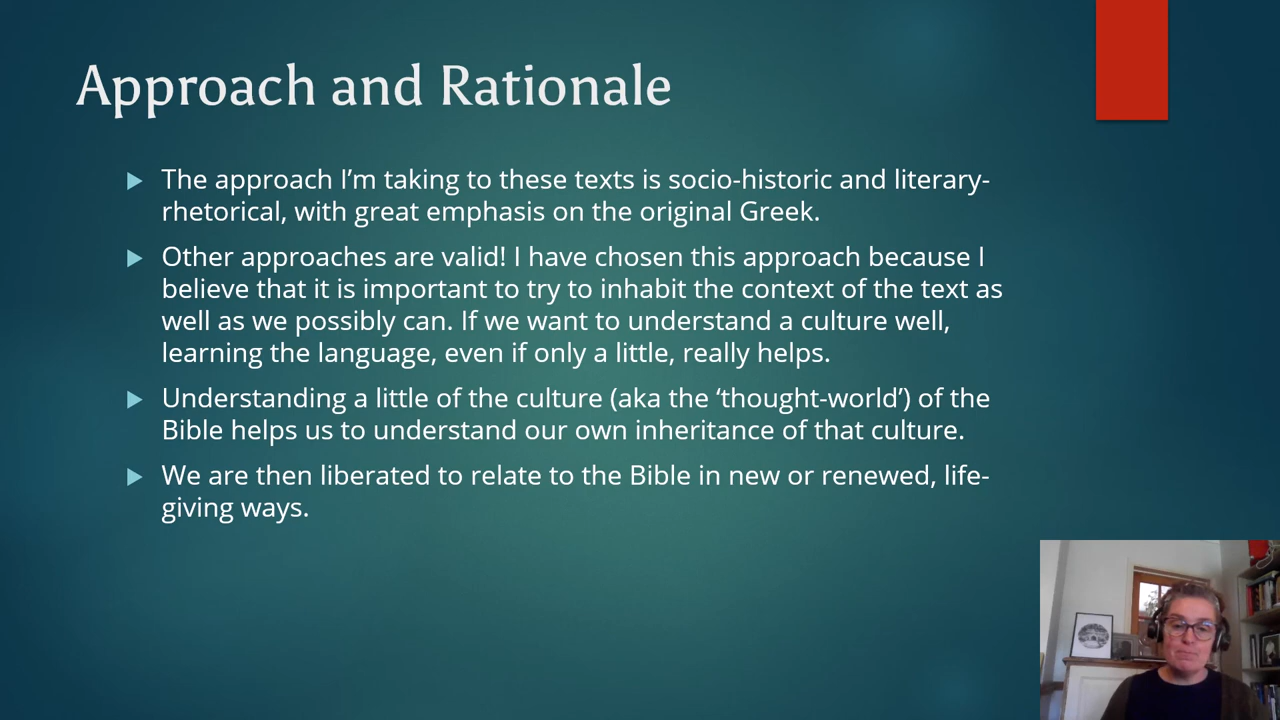 Approach and Rationale
The approach I’m taking to these texts is socio-historic and literary-
rhetorical, with great emphasis on the original Greek.
Other approaches are valid! I have chosen this approach because I
believe that it is important to try to inhabit the context of the text as
well as we possibly can. If we want to understand a culture well,
learning the language, even if only a little, really helps.
Understanding a little of the culture (aka the ‘thought-world’) of the
Bible helps us to understand our own inheritance of that culture.
We are then liberated to relate to the Bible in new or renewed, life-
giving ways.